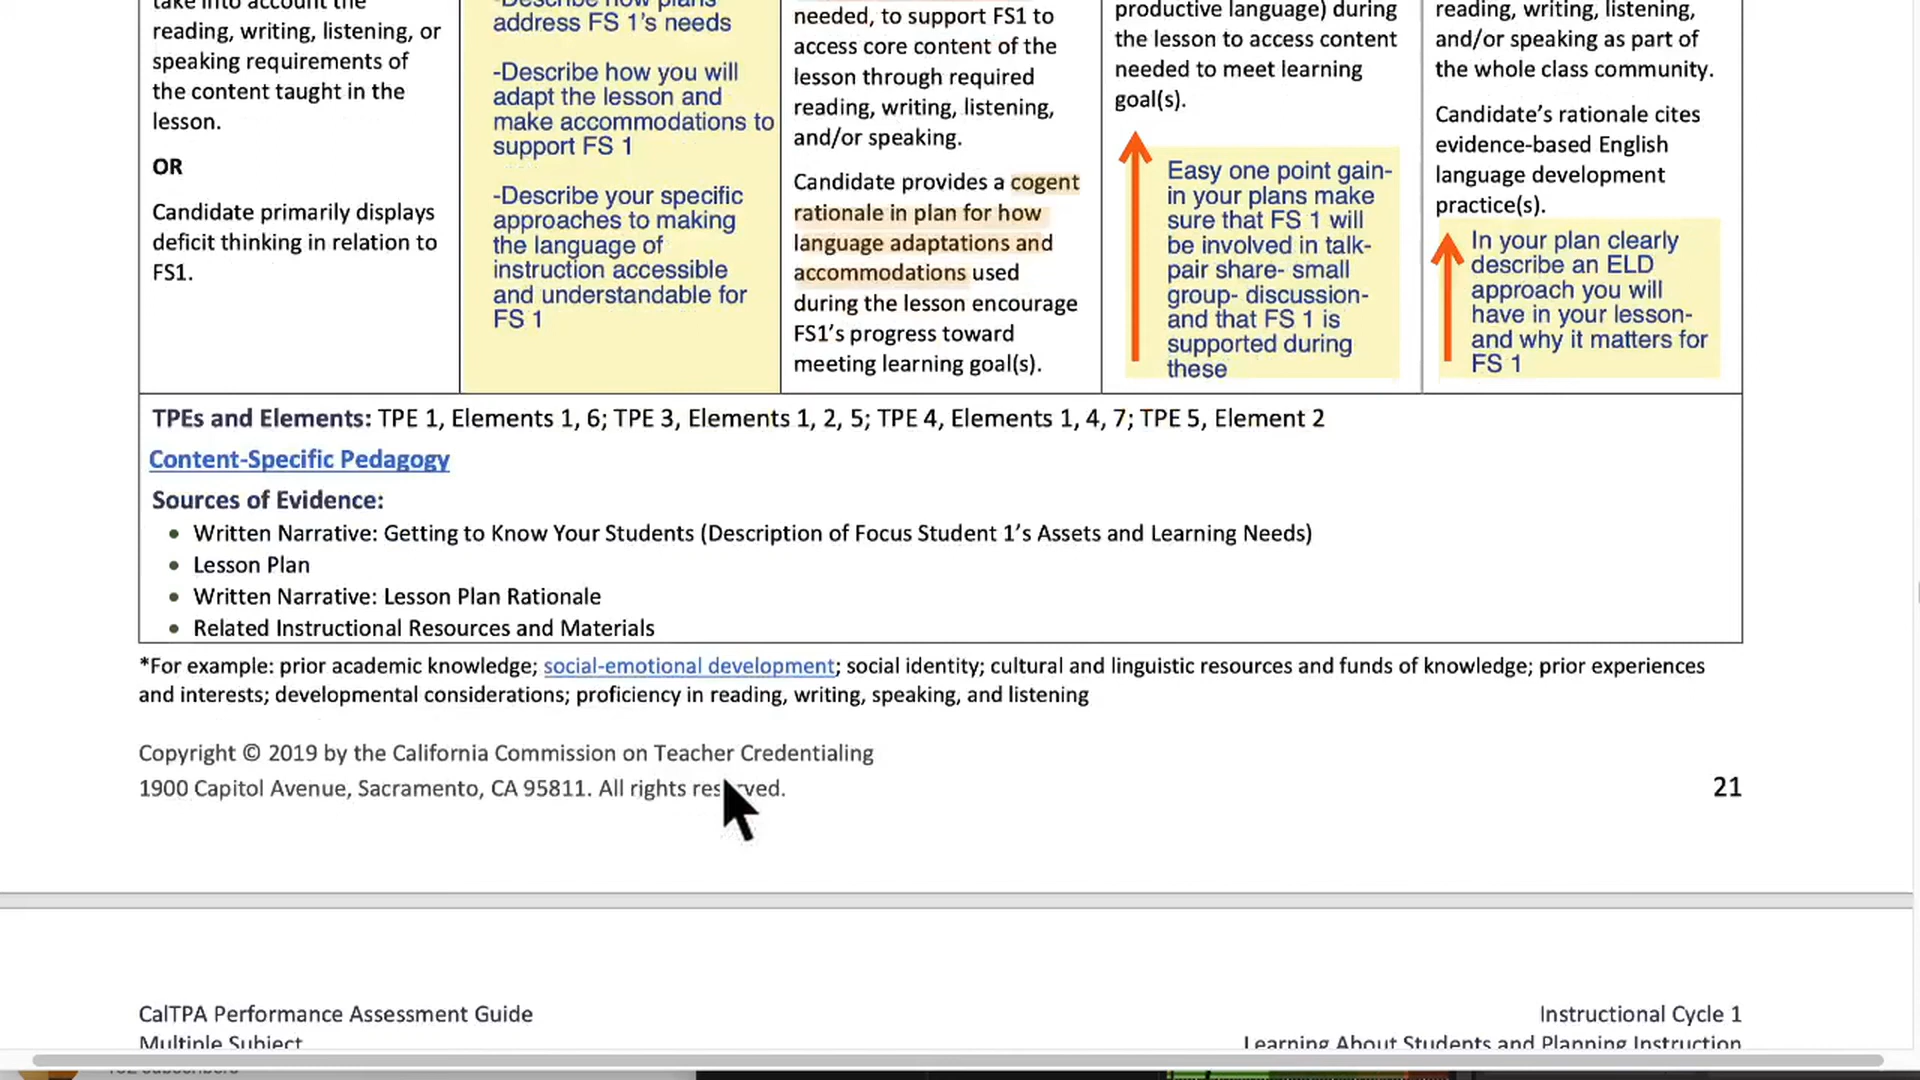 take into account the
reading, writing, listening, or
speaking requirements of
the content taught in the
lesson.
OR
Candidate primarily displays
deficit thinking in relation to
FS1.
-Describe how plans
address FS 1's needs
-Describe how you will
adapt the lesson and
make accommodations to
support FS 1
-Describe your specific
approaches to making
the language of
instruction accessible
and understandable for
FS 1
needed, to support FS1 to
access core content of the
lesson through required
reading, writing, listening,
and/or speaking.
Candidate provides a cogent
rationale in plan for how
language adaptations and
accommodations used
during the lesson encourage
FS1's progress toward
meeting learning goal(s).
productive language) during
the lesson to access content
needed to meet learning
goal(s).
Easy one point gain-
in your plans make
sure that FS 1 will
be involved in talk-
pair share- small
group- discussion-
and that FS 1 is
supported during
these
reading, writing, listening,
and/or speaking as part of
the whole class community.
Candidate's rationale cites
evidence-based English
language development
practice(s).
In your plan clearly
describe an ELD
approach you will
have in your lesson-
and why it matters for
FS 1
TPEs and Elements: TPE 1, Elements 1, 6; TPE 3, Elements 1, 2, 5; TPE 4, Elements 1, 4, 7; TPE 5, Element 2
Content-Specific Pedagogy
Sources of Evidence:
• Written Narrative: Getting to Know Your Students (Description of Focus Student 1's Assets and Learning Needs)
• Lesson Plan
• Written Narrative: Lesson Plan Rationale
• Related Instructional Resources and Materials
*For example: prior academic knowledge; social-emotional development; social identity; cultural and linguistic resources and funds of knowledge; prior experiences
and interests; developmental considerations; proficiency in reading, writing, speaking, and listening
Copyright © 2019 by the California Commission on Teacher Credentialing
1900 Capitol Avenue, Sacramento, CA 95811. All rights reserved.
21
CalTPA Performance Assessment Guide
Instructional Cycle 1
Multiple Subject
Learning About Students and Planning Instruction